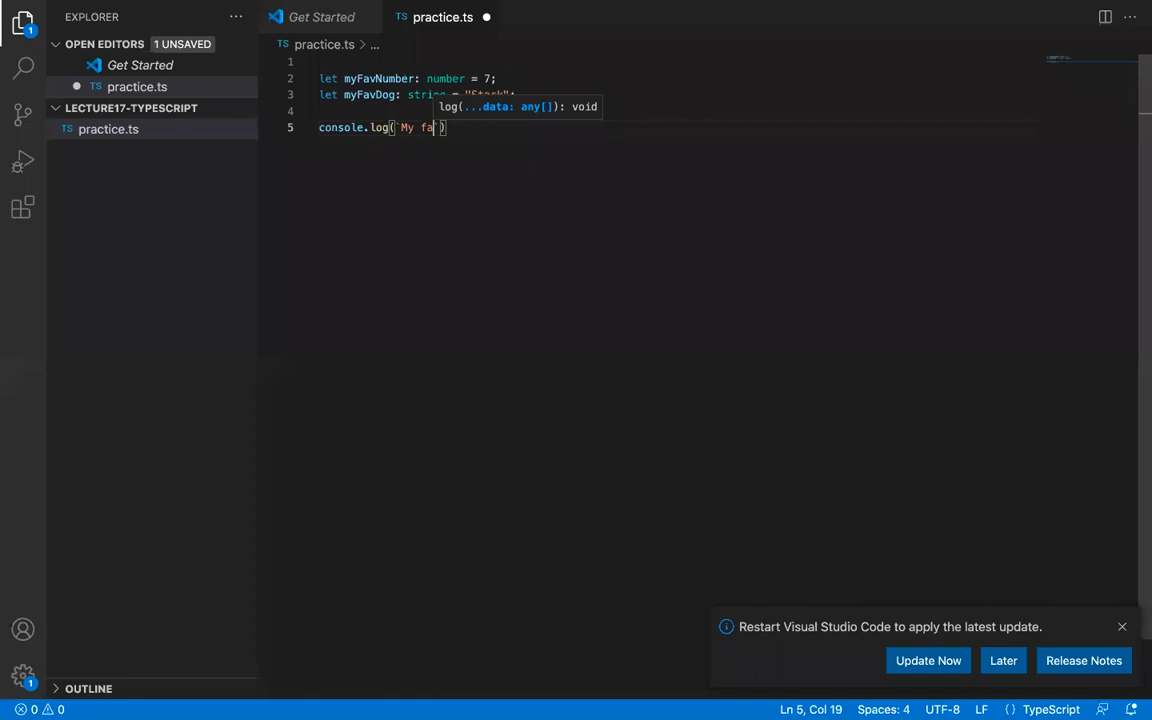 EXPLORER ...
Get Started
TS practice.ts
1
OPEN EDITORS 1 UNSAVED
TS practice.ts > ...
Get Started
TS practice.ts
LECTURE17-TYPESCRIPT
TS practice.ts
1
2 let myFavNumber: number = 7;
3 let myFavDog: string = "Stark";
log(...data: any[]): void
4
5 console.log(`My fa`)
Restart Visual Studio Code to apply the latest update.
Update Now Later Release Notes
1
OUTLINE
0 0 Ln 5, Col 19 Spaces: 4 UTF-8 LF {} TypeScript